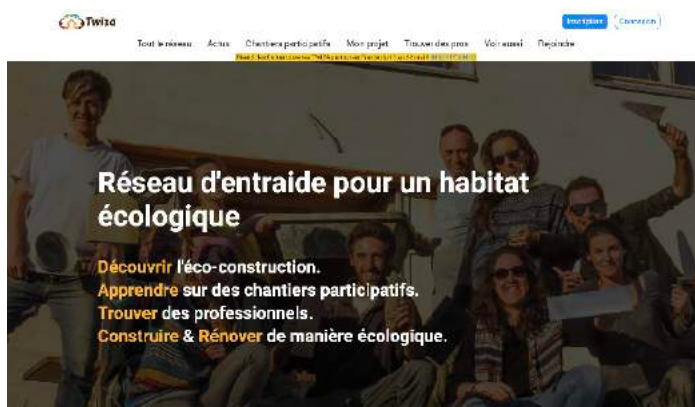 Twiza
Inscription
Connexion
Tout le réseau
Actus
Chantiers participatifs
Mon projet
Trouver des pros
Voir aussi
Rejoindre
Réseau d'entraide pour un habitat
écologique
Découvrir l'éco-construction.
Apprendre sur des chantiers participatifs.
Trouver des professionnels.
Construire & Rénover de manière écologique.